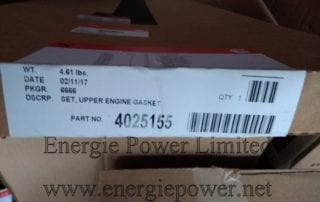 WT. 4.61 lbs.
DATE 02/11/17
PKGR. 6666
DSCRP. SET, UPPER ENGINE GASKET
QTY 1
PART NO. 4025155
Energie Power Limited
www.energiepower.net